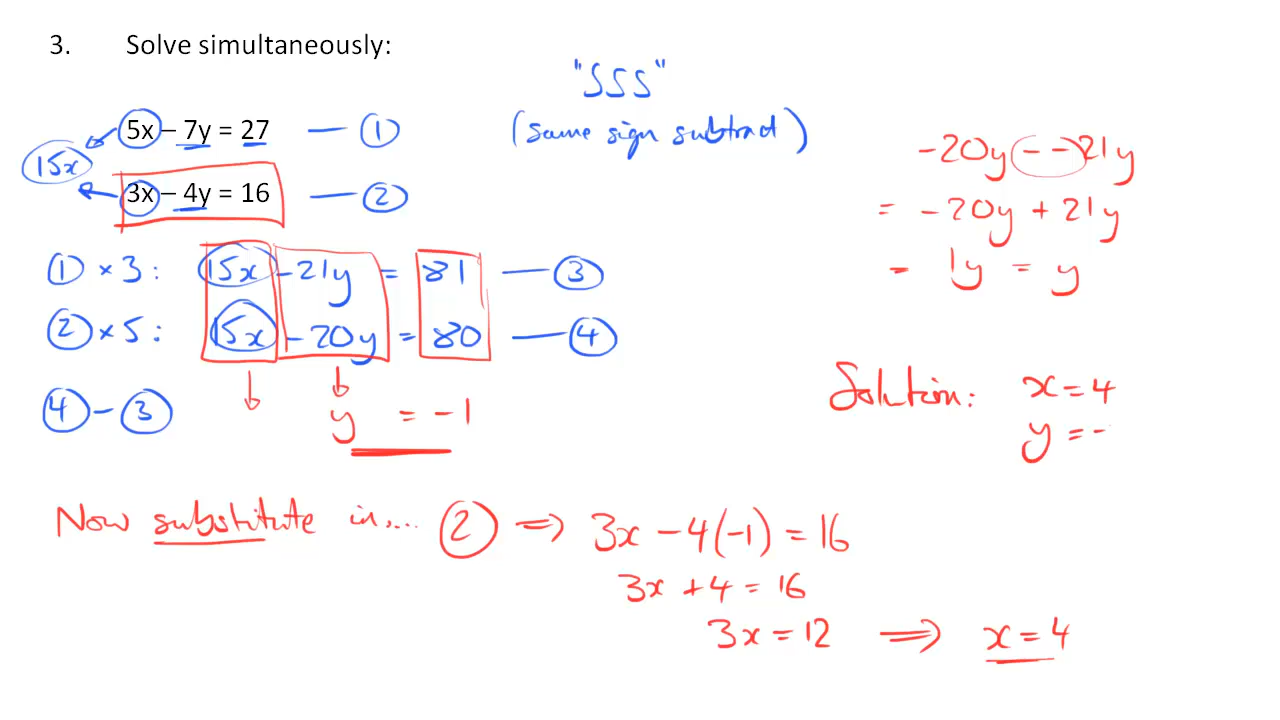 3. Solve simultaneously:
"SSS"
(same sign subtract)
5x – 7y = 27 — ①
15x
3x – 4y = 16 — ②
① × 3: 15x - 21y = 81 — ③
② × 5: 15x - 20y = 80 — ④
④ - ③ y = -1
-20y - -21y
= -20y + 21y
= 1y = y
Solution: x = 4
y = -
Now substitute in.... ② ⇒ 3x - 4(-1) = 16
3x + 4 = 16
3x = 12 ⇒ x = 4